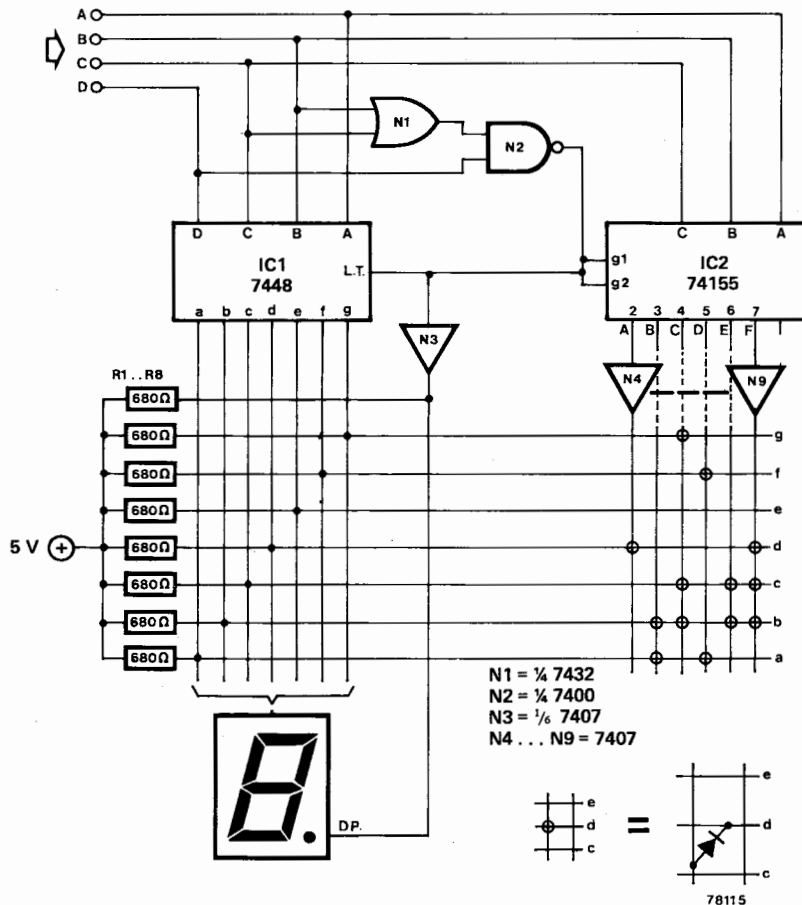 A
B
C
D
N1
N2
D C B A
IC1
7448
L.T.
a b c d e f g
C B A
g1
g2
IC2
74155
2 3 4 5 6 7
A B C D E F
N3
N4
N9
R1 . . R8
680Ω
680Ω
680Ω
680Ω
680Ω
680Ω
680Ω
680Ω
5 V
g
f
e
d
c
b
a
N1 = ¼ 7432
N2 = ¼ 7400
N3 = 1/6 7407
N4 . . . N9 = 7407
D.P.
e
d
c
=
e
d
c
78115